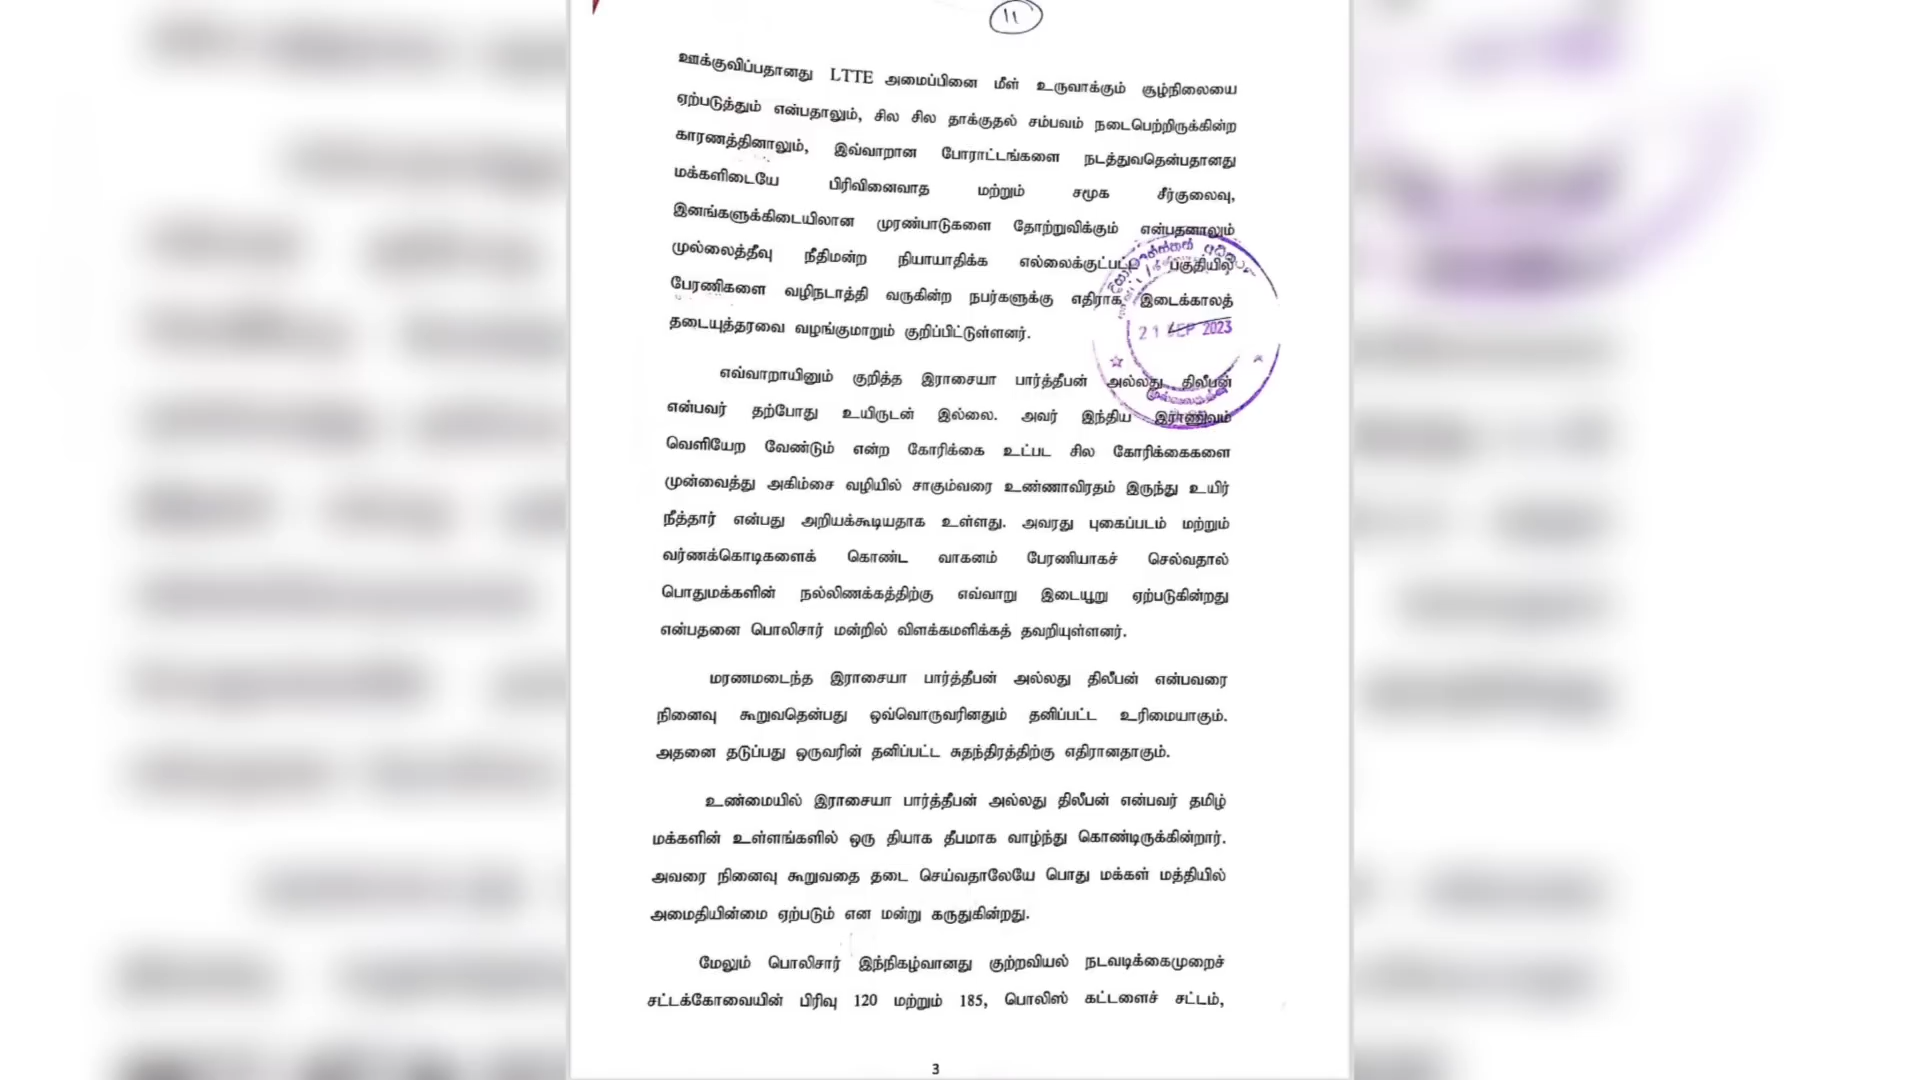 11
ஊக்குவிப்பதானது LTTE அமைப்பினை மீள் உருவாக்கும் சூழ்நிலையை
ஏற்படுத்தும் என்பதாலும், சில சில தாக்குதல் சம்பவம் நடைபெற்றிருக்கின்ற
காரணத்தினாலும், இவ்வாறான போராட்டங்களை நடத்துவதென்பதானது
மக்களிடையே பிரிவினைவாத மற்றும் சமூக சீர்குலைவு,
இனங்களுக்கிடையிலான முரண்பாடுகளை தோற்றுவிக்கும் என்பதனாலும்
முல்லைத்தீவு நீதிமன்ற நியாயாதிக்க எல்லைக்குட்பட்ட பகுதியில்
பேரணிகளை வழிநடாத்தி வருகின்ற நபர்களுக்கு எதிராக இடைக்காலத்
தடையுத்தரவை வழங்குமாறும் குறிப்பிட்டுள்ளனர்.
21 SEP 2023
எவ்வாறாயினும் குறித்த இராசையா பார்த்தீபன் அல்லது திலீபன்
என்பவர் தற்போது உயிருடன் இல்லை. அவர் இந்திய இராணுவம்
வெளியேற வேண்டும் என்ற கோரிக்கை உட்பட சில கோரிக்கைகளை
முன்வைத்து அகிம்சை வழியில் சாகும்வரை உண்ணாவிரதம் இருந்து உயிர்
நீத்தார் என்பது அறியக்கூடியதாக உள்ளது. அவரது புகைப்படம் மற்றும்
வர்ணக்கொடிகளைக் கொண்ட வாகனம் பேரணியாகச் செல்வதால்
பொதுமக்களின் நல்லிணக்கத்திற்கு எவ்வாறு இடையூறு ஏற்படுகின்றது
என்பதனை பொலிசார் மன்றில் விளக்கமளிக்கத் தவறியுள்ளனர்.
மரணமடைந்த இராசையா பார்த்தீபன் அல்லது திலீபன் என்பவரை
நினைவு கூறுவதென்பது ஒவ்வொருவரினதும் தனிப்பட்ட உரிமையாகும்.
அதனை தடுப்பது ஒருவரின் தனிப்பட்ட சுதந்திரத்திற்கு எதிரானதாகும்.
உண்மையில் இராசையா பார்த்தீபன் அல்லது திலீபன் என்பவர் தமிழ்
மக்களின் உள்ளங்களில் ஒரு தியாக தீபமாக வாழ்ந்து கொண்டிருக்கின்றார்.
அவரை நினைவு கூறுவதை தடை செய்வதாலேயே பொது மக்கள் மத்தியில்
அமைதியின்மை ஏற்படும் என மன்று கருதுகின்றது.
மேலும் பொலிசார் இந்நிகழ்வானது குற்றவியல் நடவடிக்கைமுறைச்
சட்டக்கோவையின் பிரிவு 120 மற்றும் 185, பொலிஸ் கட்டளைச் சட்டம்,
3